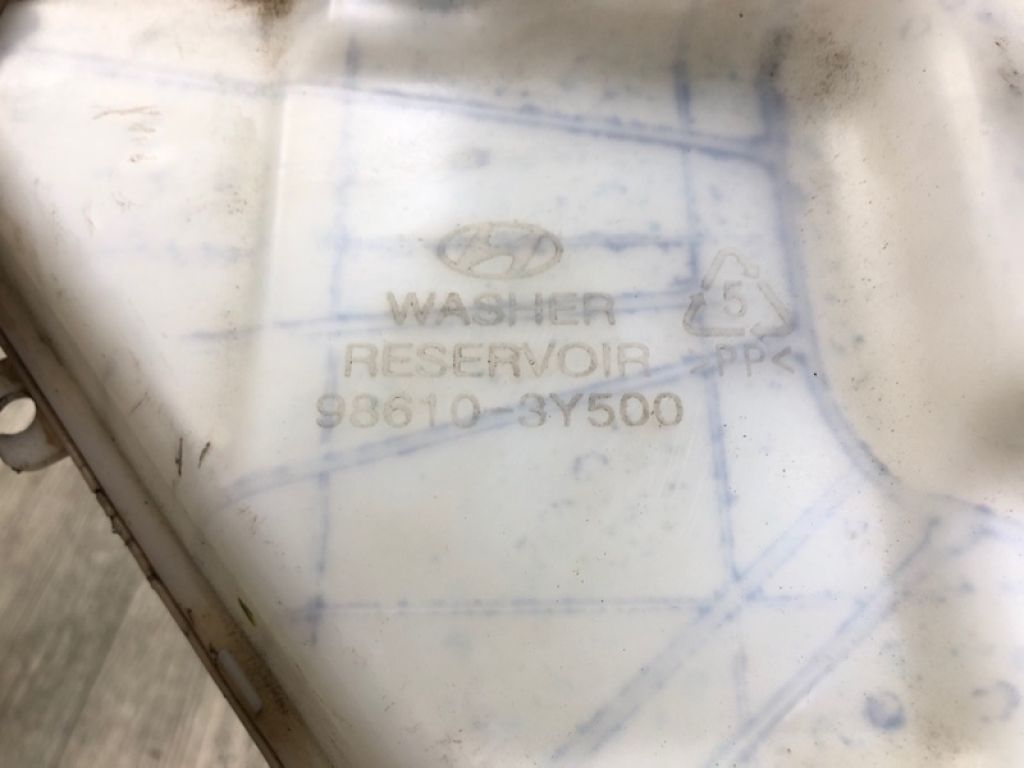 WASHER
RESERVOIR
98610-3Y500
5
>PP<